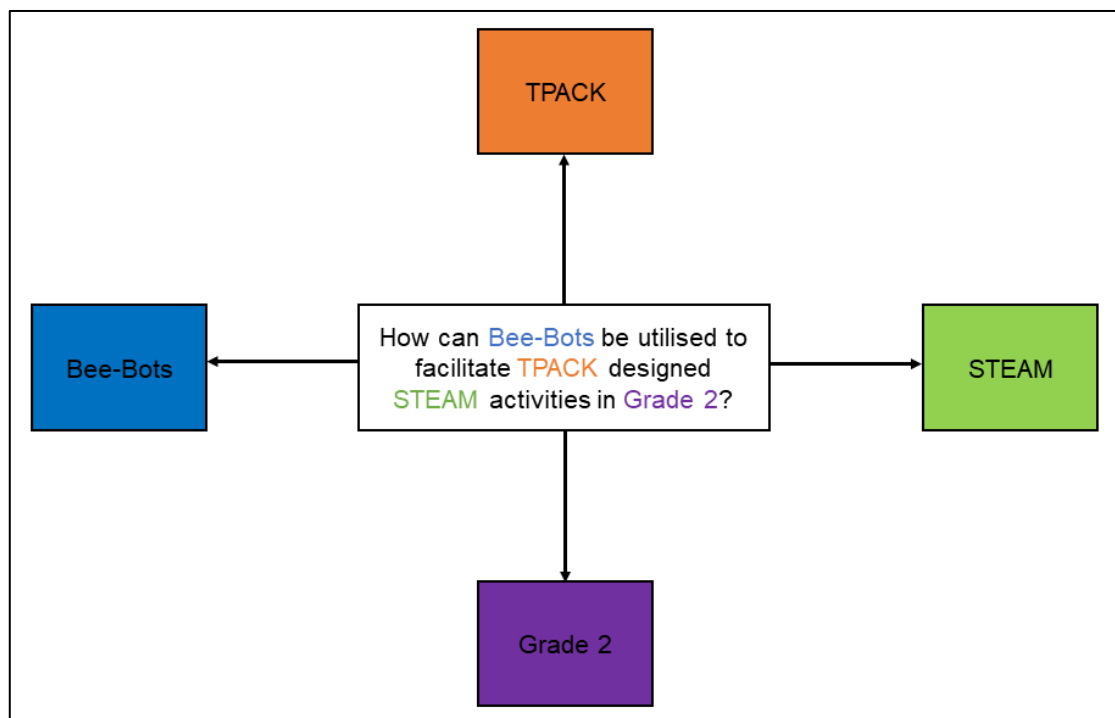 TPACK
Bee-Bots
How can Bee-Bots be utilised to
facilitate TPACK designed
STEAM activities in Grade 2?
STEAM
Grade 2